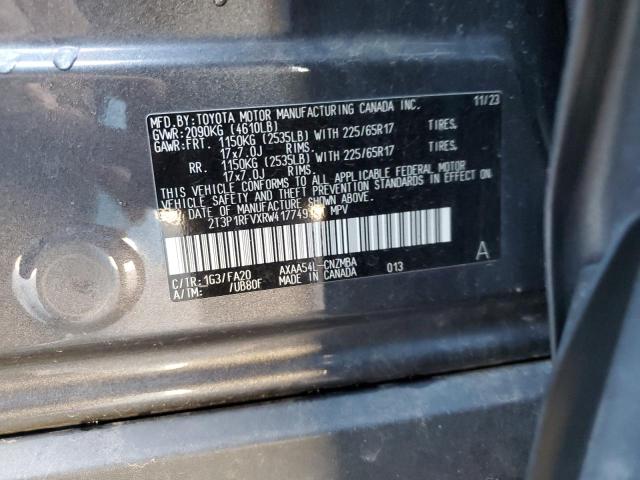 MFD.BY:TOYOTA MOTOR MANUFACTURING CANADA INC. 11/23
GVWR:2090KG (4610LB)
GAWR:FRT. 1150KG (2535LB) WITH 225/65R17 TIRES.
17x7.0J RIMS.
RR. 1150KG (2535LB) WITH 225/65R17 TIRES.
17x7.0J RIMS.
THIS VEHICLE CONFORMS TO ALL APPLICABLE FEDERAL MOTOR
VEHICLE SAFETY AND THEFT PREVENTION STANDARDS IN EFFECT
ON DATE OF MANUFACTURE SHOWN ABOVE.
MPV
C/TR:1G3/FA20 AXAA54L-CNZMBA 013 A
A/TM: /UB80F MADE IN CANADA